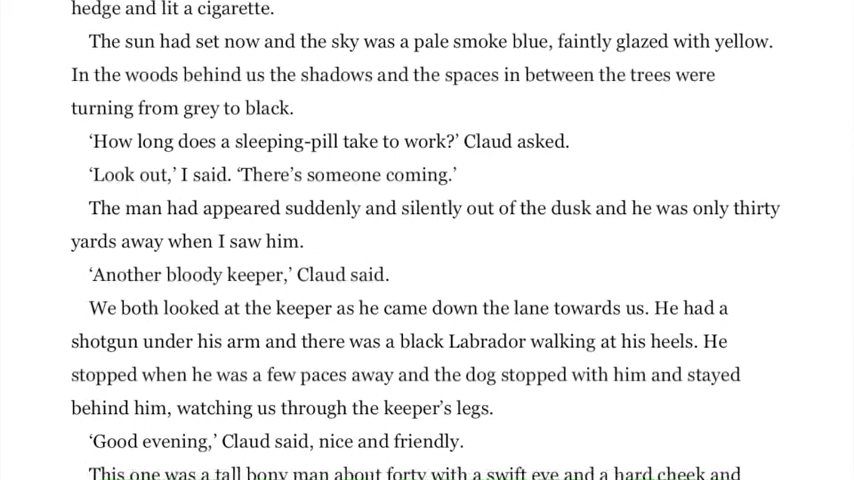 hedge and lit a cigarette.
The sun had set now and the sky was a pale smoke blue, faintly glazed with yellow.
In the woods behind us the shadows and the spaces in between the trees were
turning from grey to black.
‘How long does a sleeping-pill take to work?’ Claud asked.
‘Look out,’ I said. ‘There’s someone coming.’
The man had appeared suddenly and silently out of the dusk and he was only thirty
yards away when I saw him.
‘Another bloody keeper,’ Claud said.
We both looked at the keeper as he came down the lane towards us. He had a
shotgun under his arm and there was a black Labrador walking at his heels. He
stopped when he was a few paces away and the dog stopped with him and stayed
behind him, watching us through the keeper’s legs.
‘Good evening,’ Claud said, nice and friendly.
This one was a tall bony man about forty with a swift eye and a hard cheek and